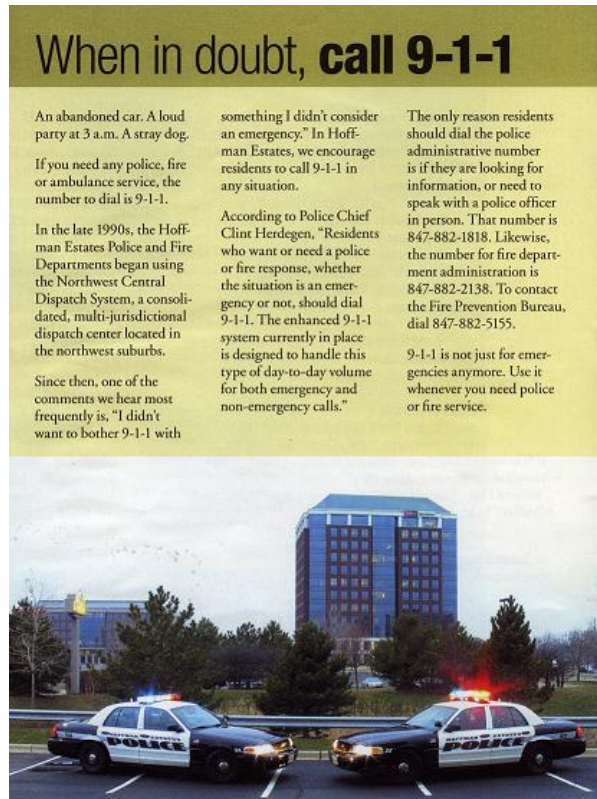 When in doubt, call 9-1-1
An abandoned car. A loud
party at 3 a.m. A stray dog.
If you need any police, fire
or ambulance service, the
number to dial is 9-1-1.
In the late 1990s, the Hoff-
man Estates Police and Fire
Departments began using
the Northwest Central
Dispatch System, a consoli-
dated, multi-jurisdictional
dispatch center located in
the northwest suburbs.
Since then, one of the
comments we hear most
frequently is, “I didn’t
want to bother 9-1-1 with
something I didn’t consider
an emergency.” In Hoff-
man Estates, we encourage
residents to call 9-1-1 in
any situation.
According to Police Chief
Clint Herdegen, “Residents
who want or need a police
or fire response, whether
the situation is an emer-
gency or not, should dial
9-1-1. The enhanced 9-1-1
system currently in place
is designed to handle this
type of day-to-day volume
for both emergency and
non-emergency calls.”
The only reason residents
should dial the police
administrative number
is if they are looking for
information, or need to
speak with a police officer
in person. That number is
847-882-1818. Likewise,
the number for fire depart-
ment administration is
847-882-2138. To contact
the Fire Prevention Bureau,
dial 847-882-5155.
9-1-1 is not just for emer-
gencies anymore. Use it
whenever you need police
or fire service.
HOFFMAN ESTATES
POLICE
HOFFMAN ESTATES
POLICE